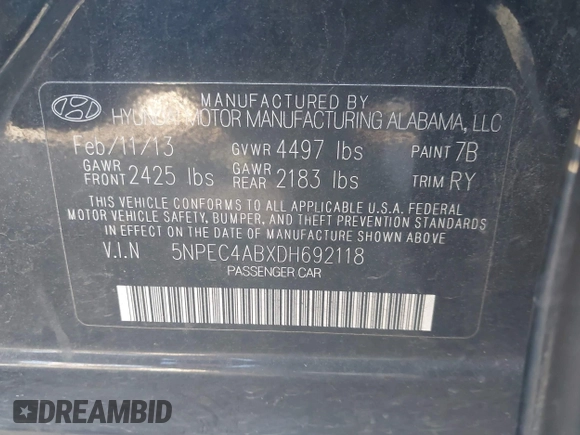 MANUFACTURED BY
HYUNDAI MOTOR MANUFACTURING ALABAMA, LLC
Feb/11/13 GVWR 4497 lbs PAINT 7B
GAWR FRONT 2425 lbs GAWR REAR 2183 lbs TRIM RY
THIS VEHICLE CONFORMS TO ALL APPLICABLE U.S.A. FEDERAL
MOTOR VEHICLE SAFETY, BUMPER, AND THEFT PREVENTION STANDARDS
IN EFFECT ON THE DATE OF MANUFACTURE SHOWN ABOVE.
V.I.N 5NPEC4ABXDH692118
PASSENGER CAR
DREAMBID